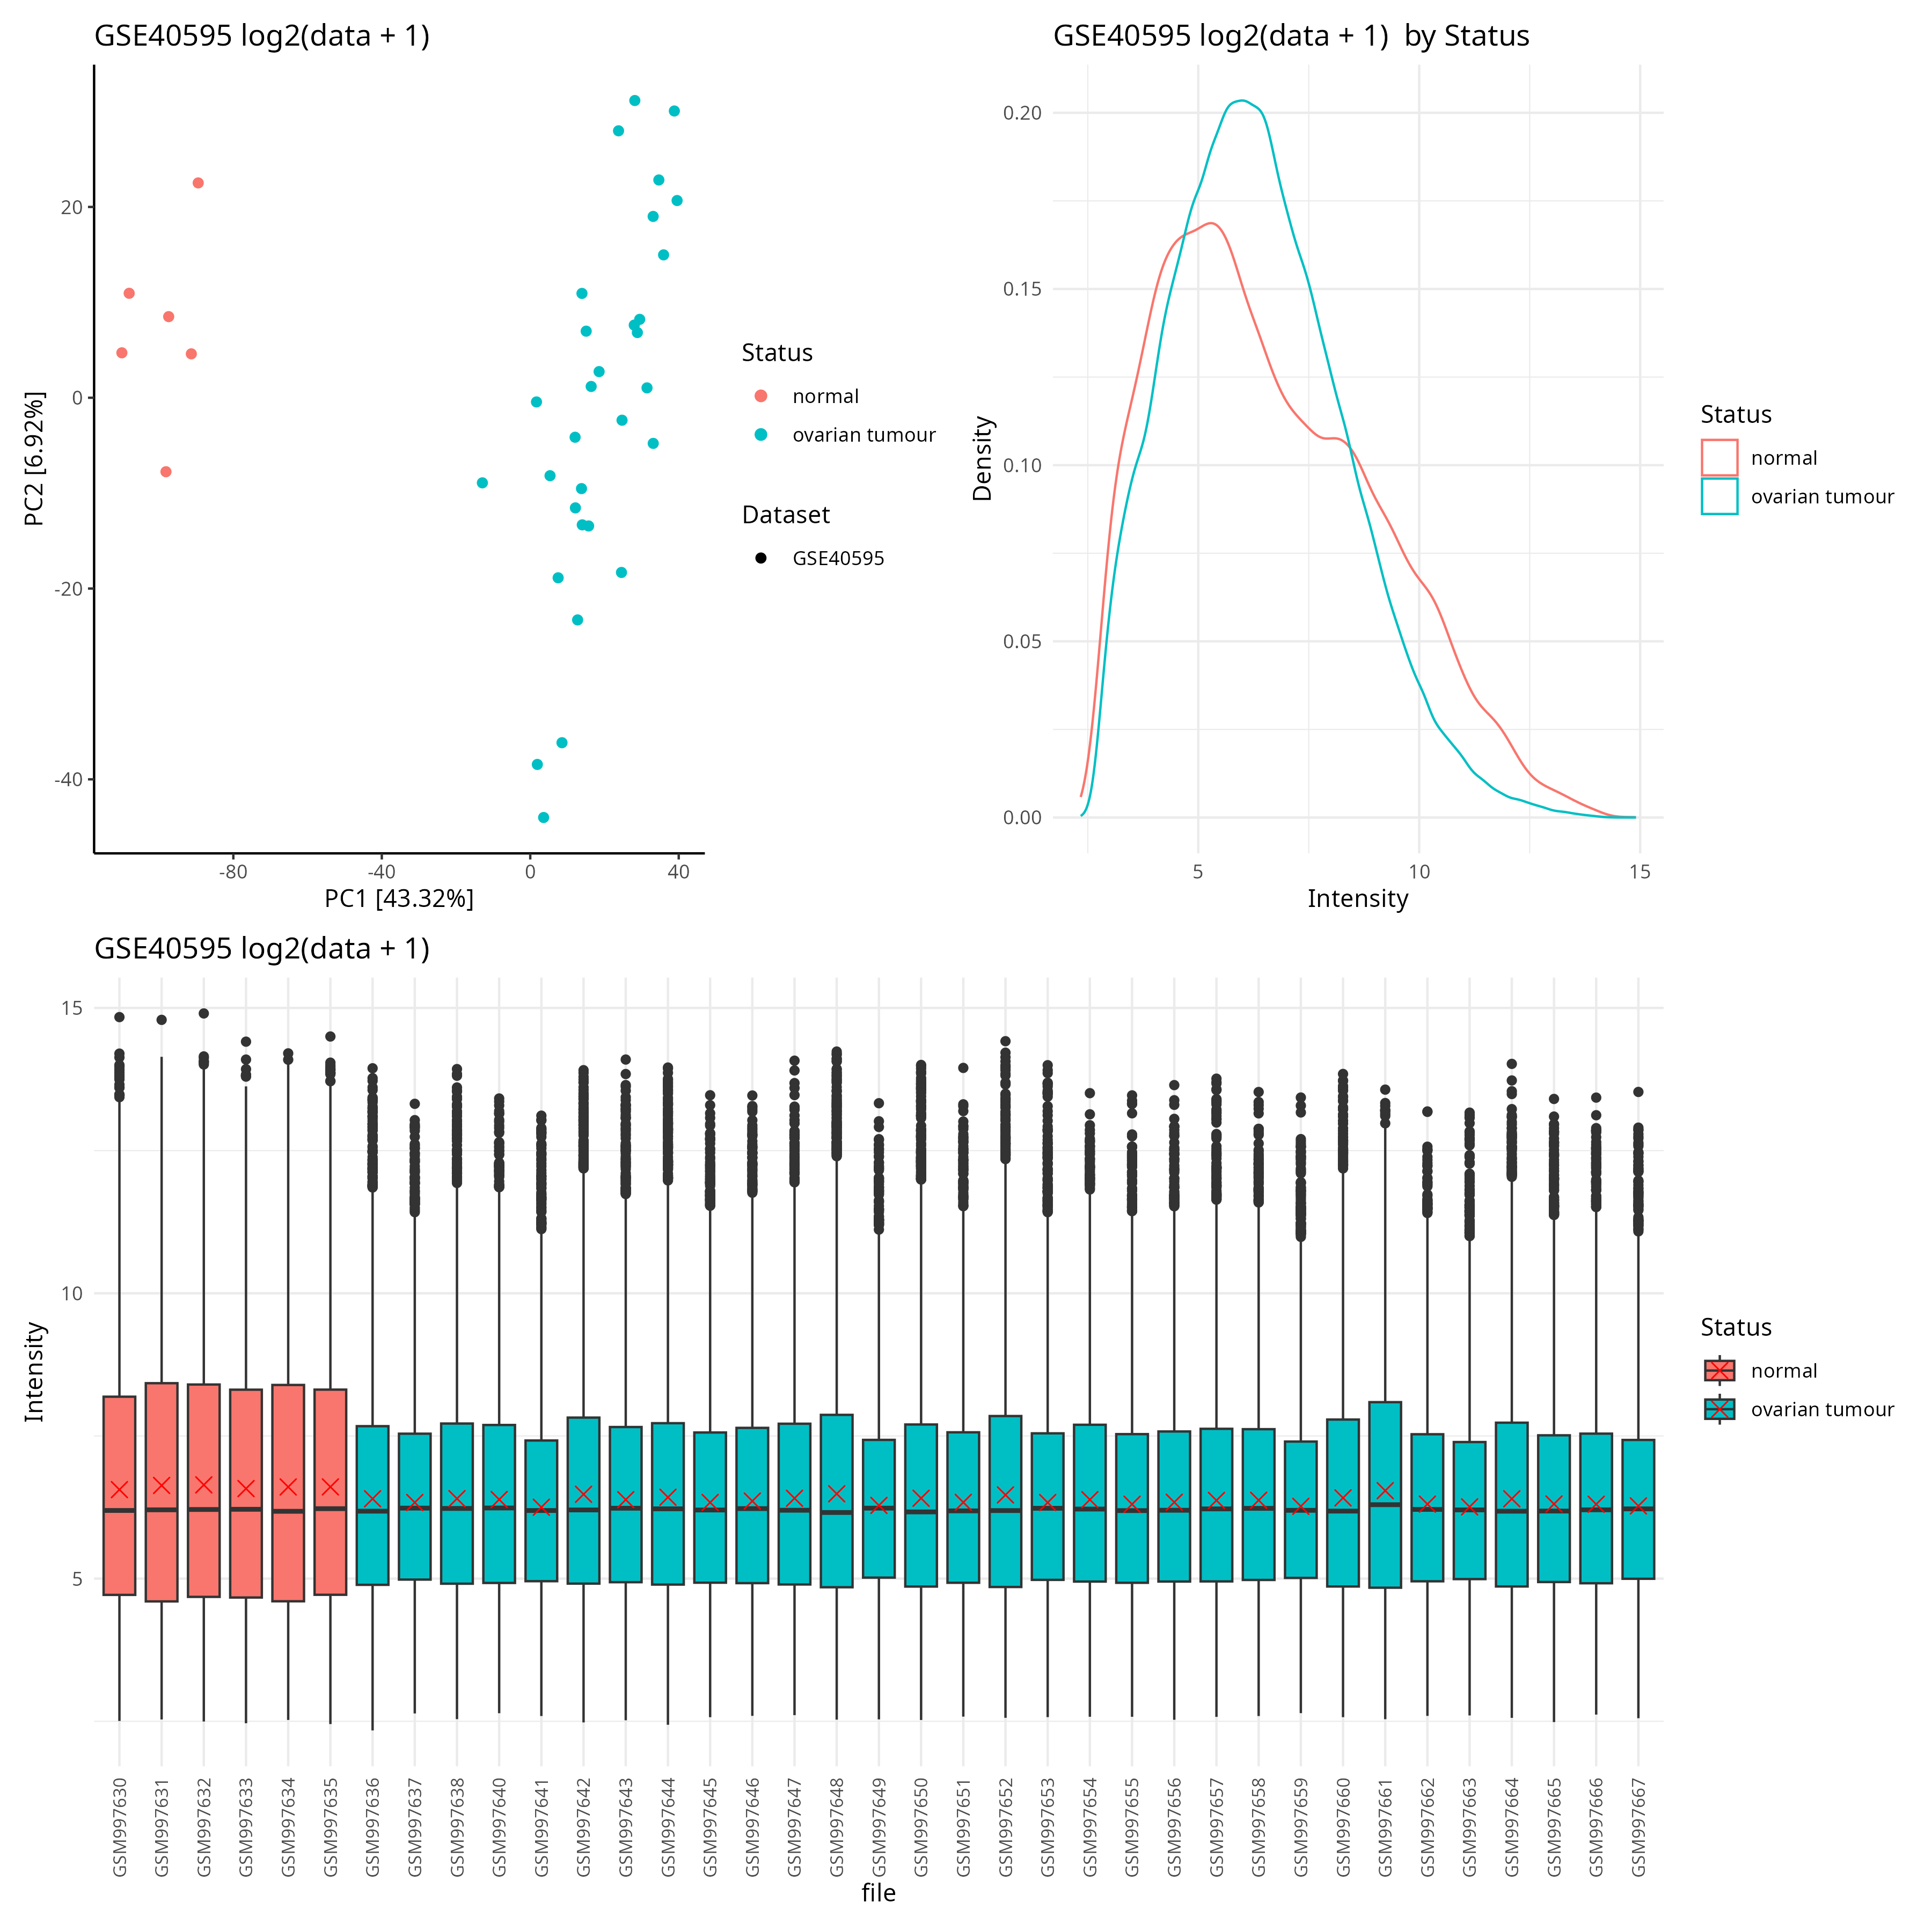 GSE40595 log2(data + 1)
20
0
-20
-40
PC2 [6.92%]
-80
-40
0
40
PC1 [43.32%]
Status
normal
ovarian tumour
Dataset
GSE40595
GSE40595 log2(data + 1)  by Status
0.20
0.15
0.10
0.05
0.00
Density
5
10
15
Intensity
Status
normal
ovarian tumour
GSE40595 log2(data + 1)
15
10
5
Intensity
GSM997630
GSM997631
GSM997632
GSM997633
GSM997634
GSM997635
GSM997636
GSM997637
GSM997638
GSM997640
GSM997641
GSM997642
GSM997643
GSM997644
GSM997645
GSM997646
GSM997647
GSM997648
GSM997649
GSM997650
GSM997651
GSM997652
GSM997653
GSM997654
GSM997655
GSM997656
GSM997657
GSM997658
GSM997659
GSM997660
GSM997661
GSM997662
GSM997663
GSM997664
GSM997665
GSM997666
GSM997667
file
Status
normal
ovarian tumour